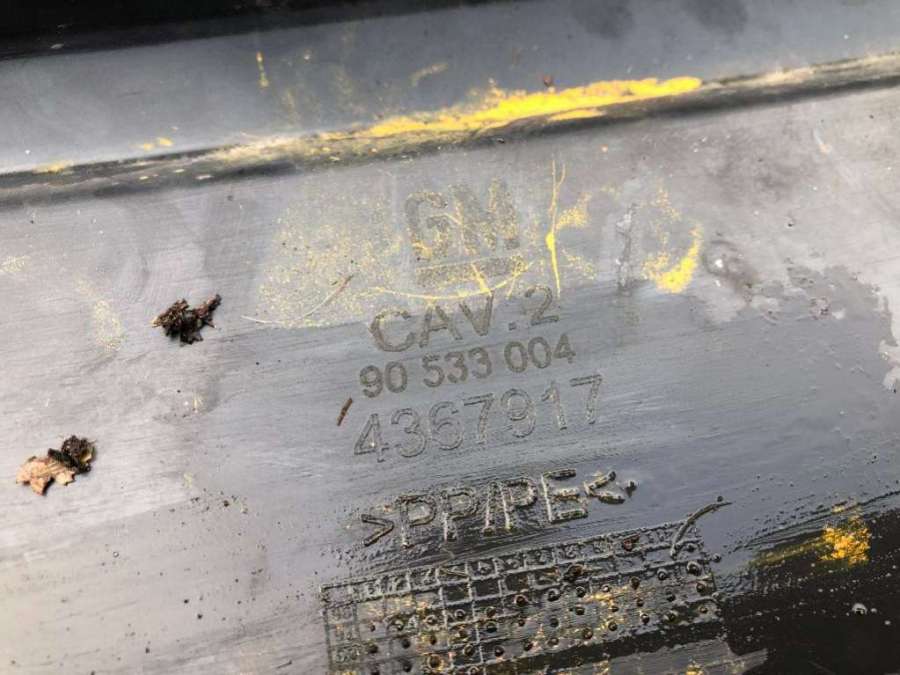 GM
CAV.2
90 533 004
4367917
>PP/PE<